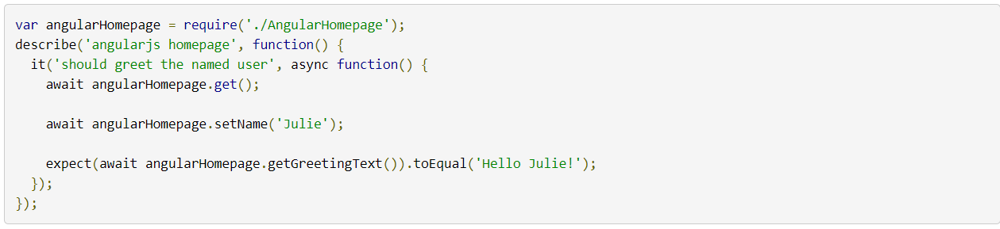 var angularHomepage = require('./AngularHomepage');
describe('angularjs homepage', function() {
  it('should greet the named user', async function() {
    await angularHomepage.get();

    await angularHomepage.setName('Julie');

    expect(await angularHomepage.getGreetingText()).toEqual('Hello Julie!');
  });
});